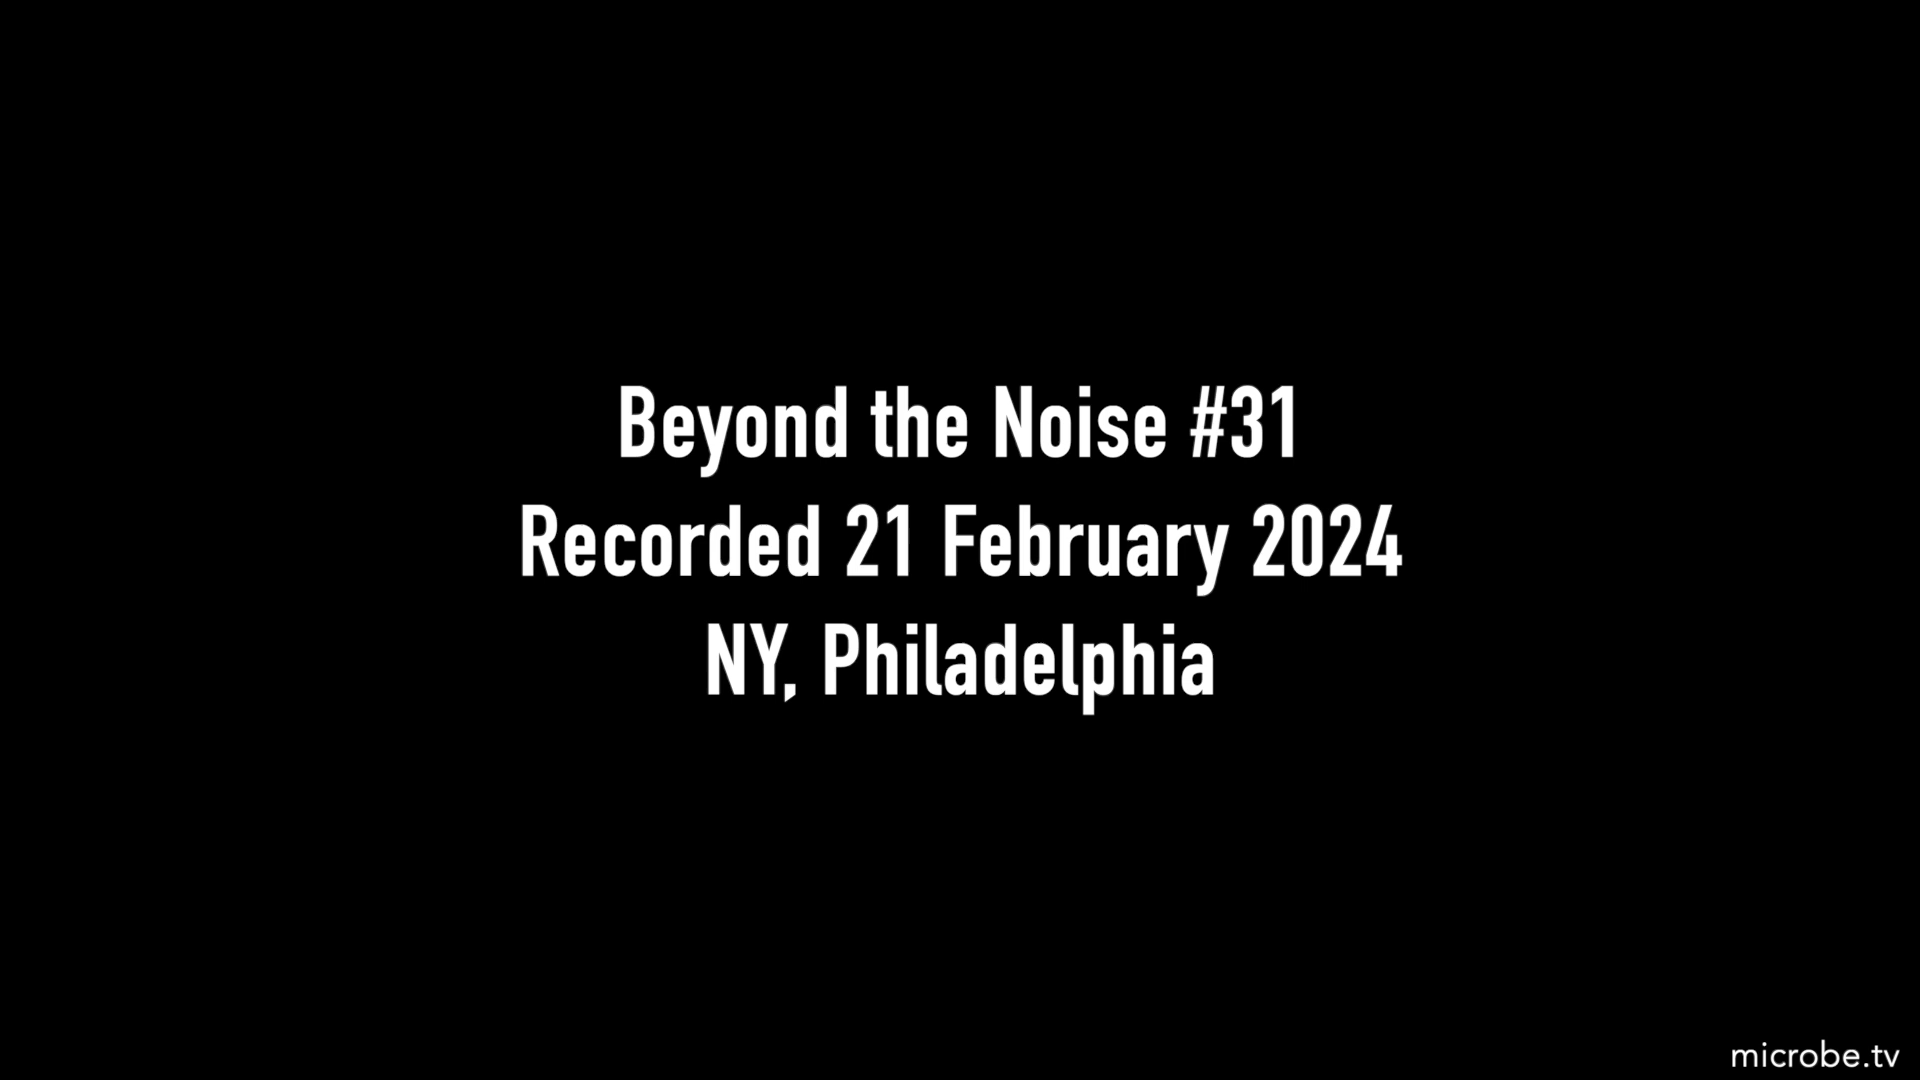 Beyond the Noise #31
Recorded 21 February 2024
NY, Philadelphia
microbe.tv